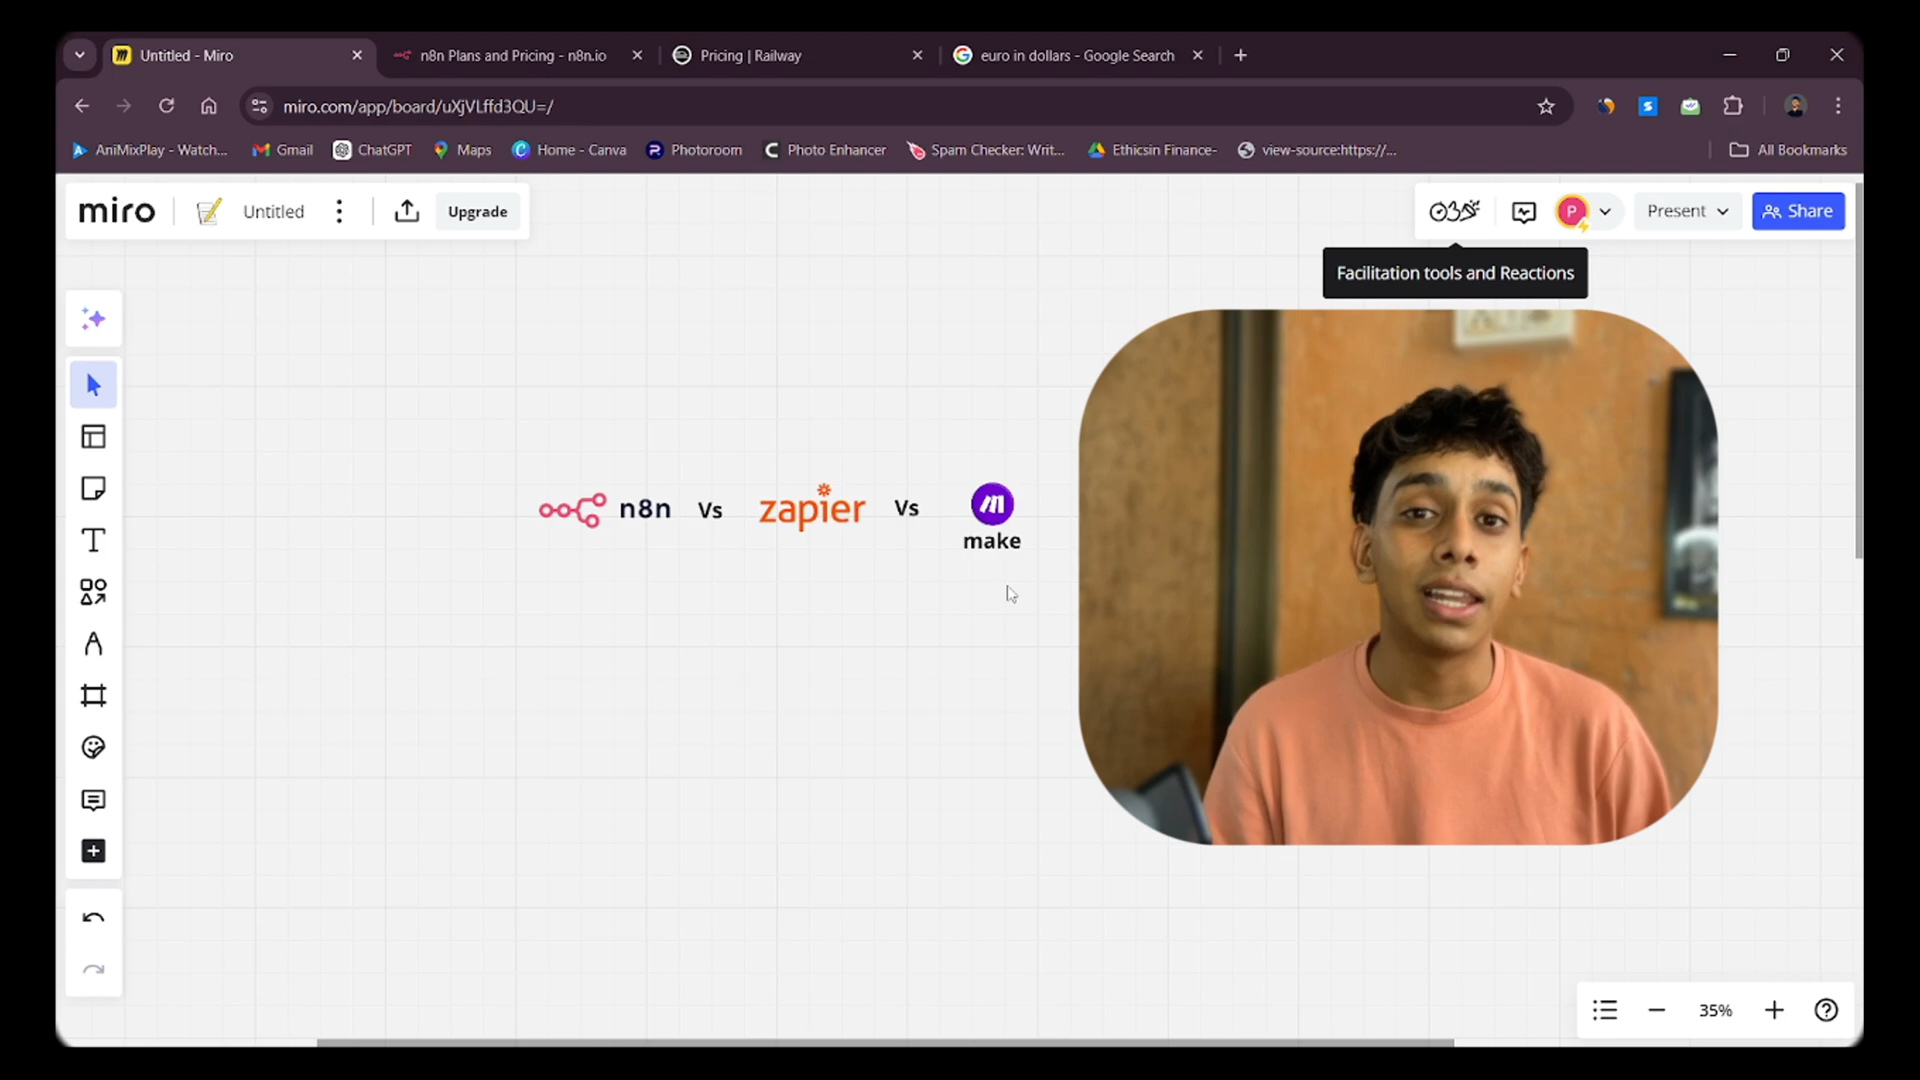 Untitled - Miro
n8n Plans and Pricing - n8n.io
Pricing | Railway
euro in dollars - Google Search
miro.com/app/board/uXjVLffd3QU=/
AniMixPlay - Watch...
Gmail
ChatGPT
Maps
Home - Canva
Photoroom
Photo Enhancer
Spam Checker: Writ...
Ethicsin Finance-
view-source:https://...
All Bookmarks
miro
Untitled
Upgrade
P
Present
Share
Facilitation tools and Reactions
n8n Vs zapier Vs
make
35%